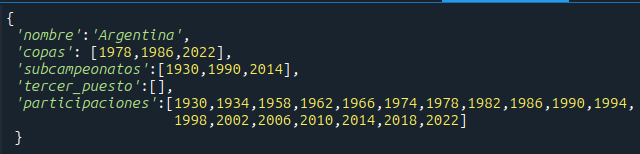 {
'nombre':'Argentina',
'copas': [1978,1986,2022],
'subcampeonatos':[1930,1990,2014],
'tercer_puesto':[],
'participaciones':[1930,1934,1958,1962,1966,1974,1978,1982,1986,1990,1994,
1998,2002,2006,2010,2014,2018,2022]
}